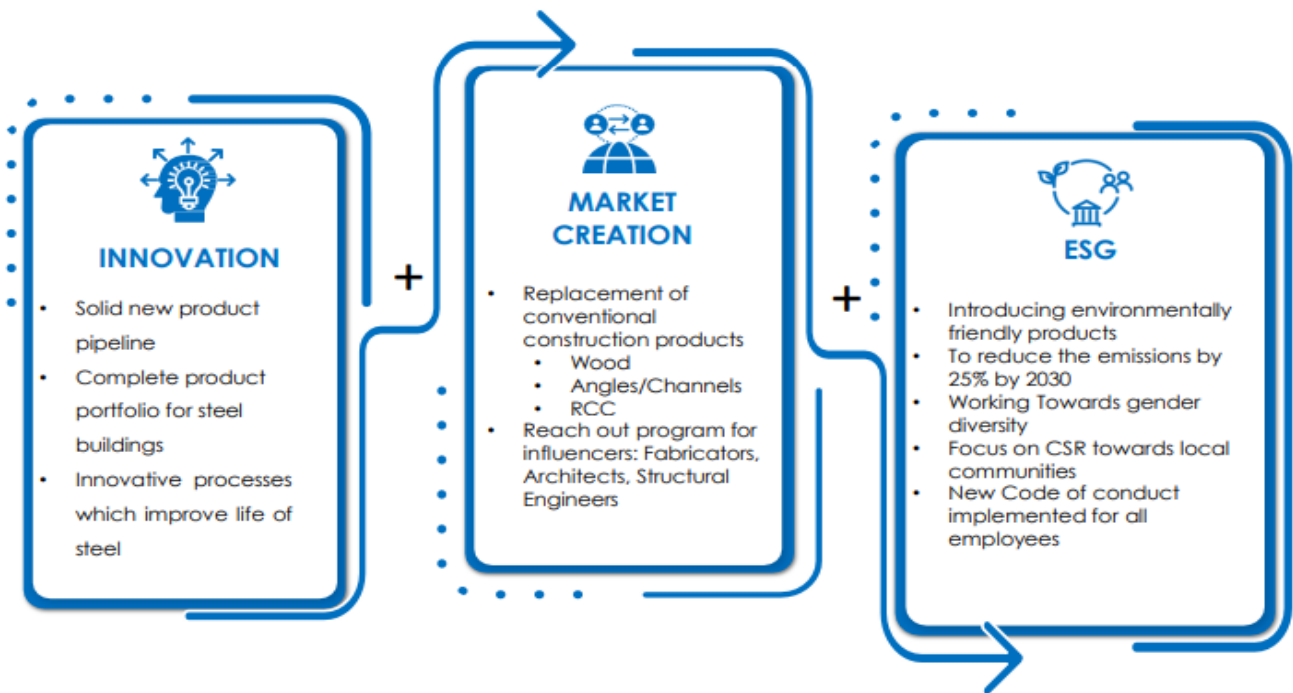 INNOVATION
• Solid new product
pipeline
• Complete product
portfolio for steel
buildings
• Innovative processes
which improve life of
steel
+
MARKET
CREATION
• Replacement of
conventional
construction products
• Wood
• Angles/Channels
• RCC
• Reach out program for
influencers: Fabricators,
Architects, Structural
Engineers
+
ESG
• Introducing environmentally
friendly products
• To reduce the emissions by
25% by 2030
• Working Towards gender
diversity
• Focus on CSR towards local
communities
• New Code of conduct
implemented for all
employees